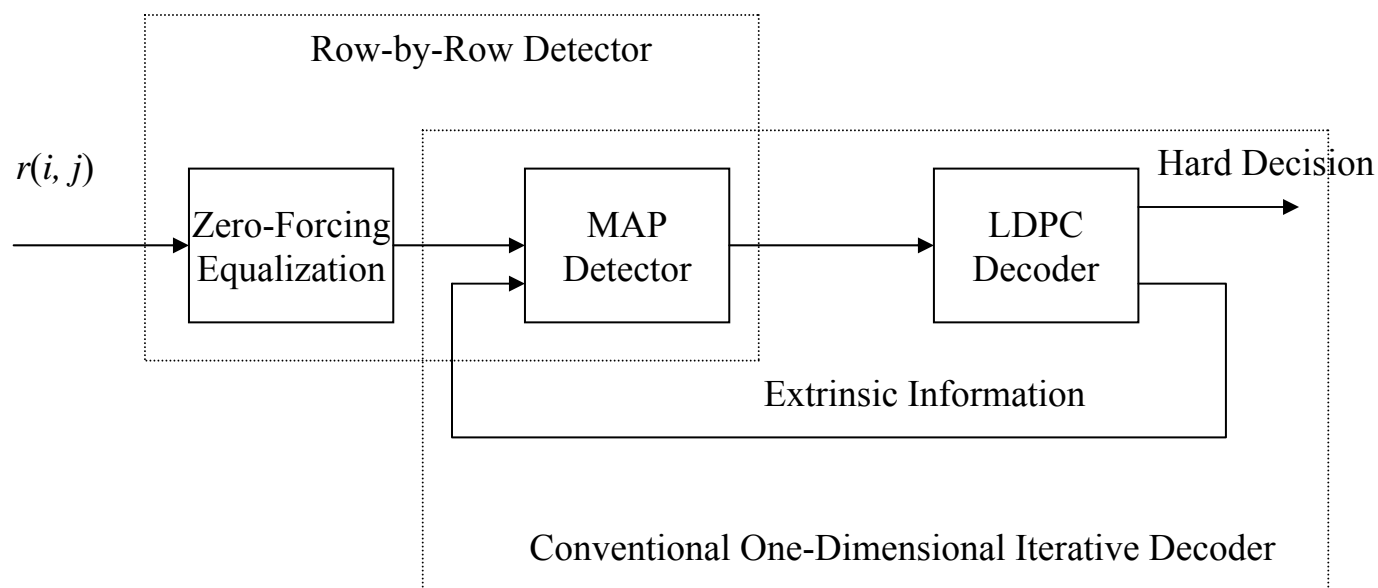 Row-by-Row Detector
r(i, j)
Zero-Forcing
Equalization
MAP
Detector
LDPC
Decoder
Hard Decision
Extrinsic Information
Conventional One-Dimensional Iterative Decoder